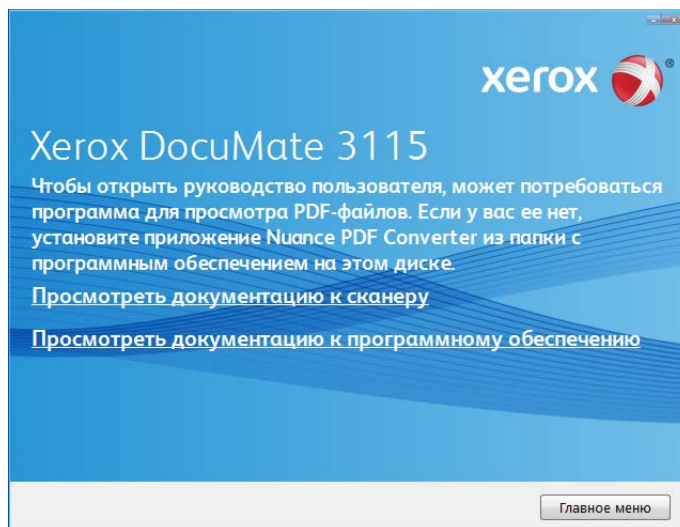 xerox ®
Xerox DocuMate 3115
Чтобы открыть руководство пользователя, может потребоваться
программа для просмотра PDF-файлов. Если у вас ее нет,
установите приложение Nuance PDF Converter из папки с
программным обеспечением на этом диске.
Просмотреть документацию к сканеру
Просмотреть документацию к программному обеспечению
Главное меню